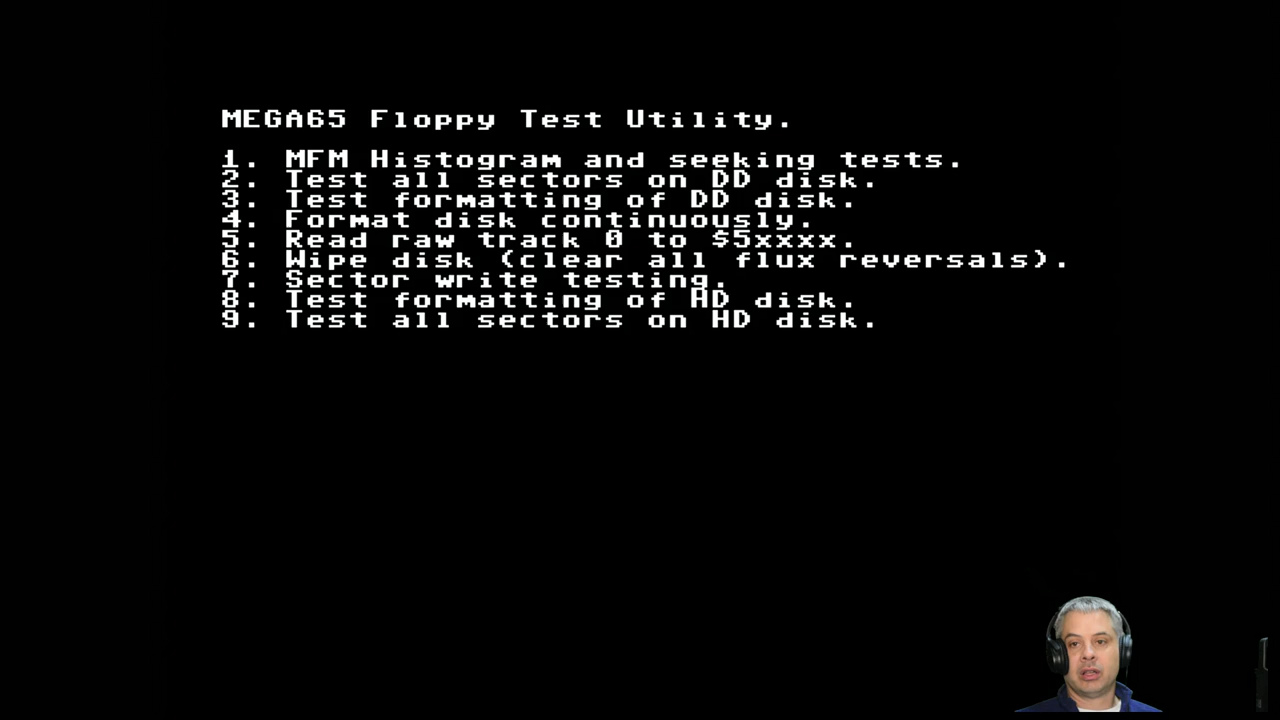 MEGA65 Floppy Test Utility.
1. MFM Histogram and seeking tests.
2. Test all sectors on DD disk.
3. Test formatting of DD disk.
4. Format disk continuously.
5. Read raw track 0 to $5xxxx.
6. Wipe disk (clear all flux reversals).
7. Sector write testing.
8. Test formatting of HD disk.
9. Test all sectors on HD disk.